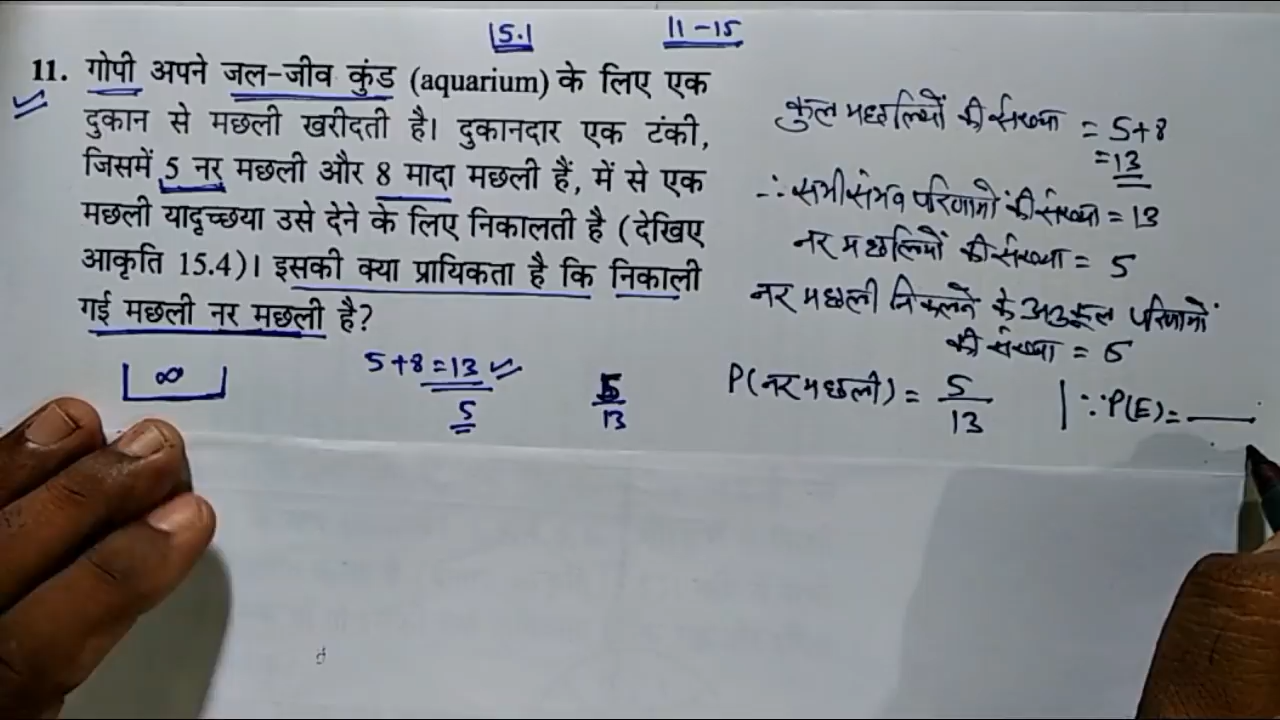 15.1 11-15
11. गोपी अपने जल-जीव कुंड (aquarium) के लिए एक
दुकान से मछली खरीदती है। दुकानदार एक टंकी,
जिसमें 5 नर मछली और 8 मादा मछली हैं, में से एक
मछली यादृच्छया उसे देने के लिए निकालती है (देखिए
आकृति 15.4)। इसकी क्या प्रायिकता है कि निकाली
गई मछली नर मछली है?
5+8=13
5
5
13
कुल मछलियों की संख्या = 5+8
=13
∴ सभी संभव परिणामों की संख्या = 13
नर मछलियों की संख्या = 5
नर मछली निकलने के अनुकूल परिणामों
की संख्या = 5
P(नर मछली) = 5/13 | ∵P(E)=